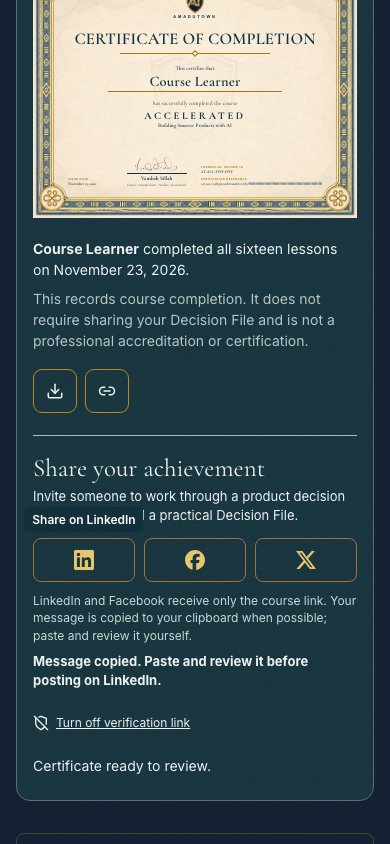 AMADUTOWN
CERTIFICATE OF COMPLETION
This certifies that
Course Learner
has successfully completed the course
ACCELERATED
Building Smarter Products with AI
Vambah Sillah
November 23, 2026
Course Learner completed all sixteen lessons
on November 23, 2026.
This records course completion. It does not
require sharing your Decision File and is not a
professional accreditation or certification.
Share your achievement
Invite someone to work through a product decision
Share on LinkedIn
a practical Decision File.
LinkedIn and Facebook receive only the course link. Your
message is copied to your clipboard when possible;
paste and review it yourself.
Message copied. Paste and review it before
posting on LinkedIn.
Turn off verification link
Certificate ready to review.